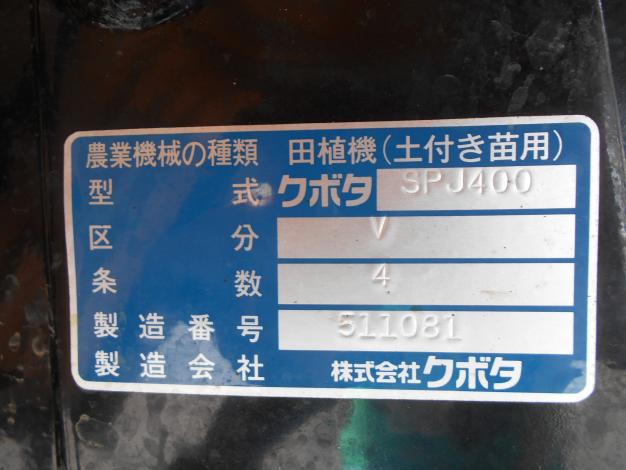 農業機械の種類 田植機(土付き苗用)
型式 クボタ SPJ400
区分 V
条数 4
製造番号 511081
製造会社 株式会社クボタ